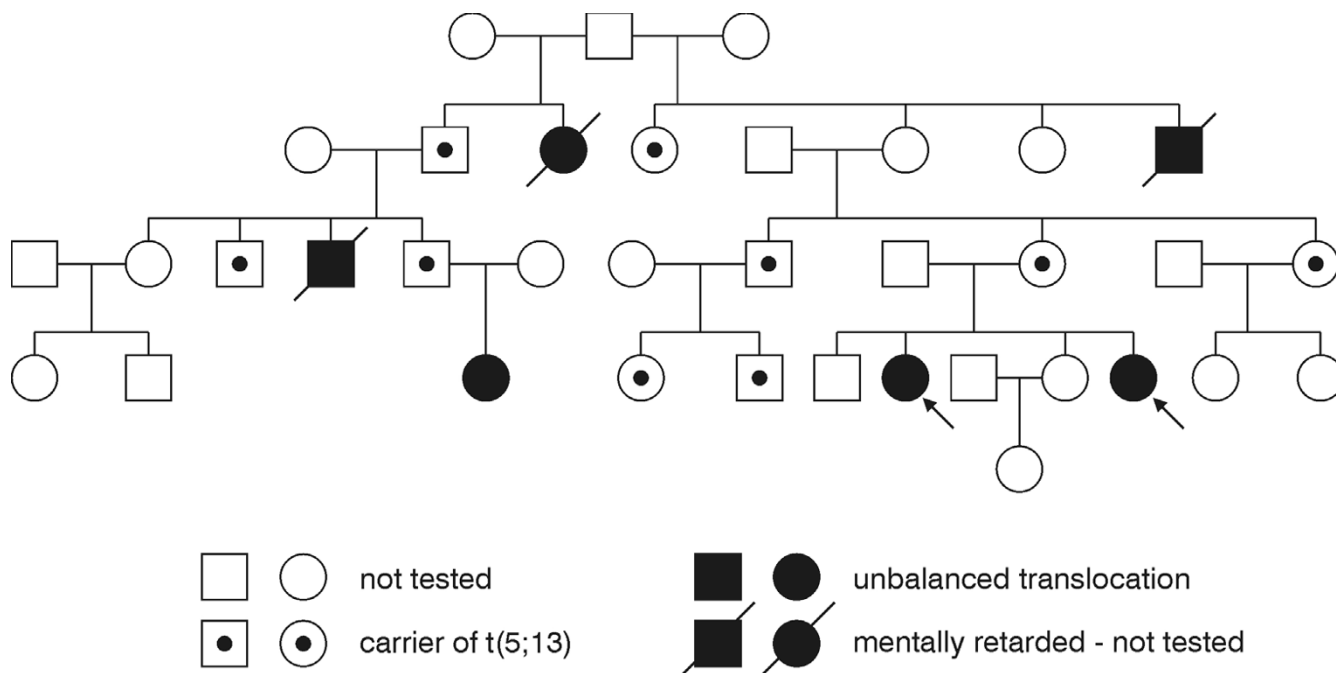 not tested
unbalanced translocation
carrier of t(5;13)
mentally retarded - not tested